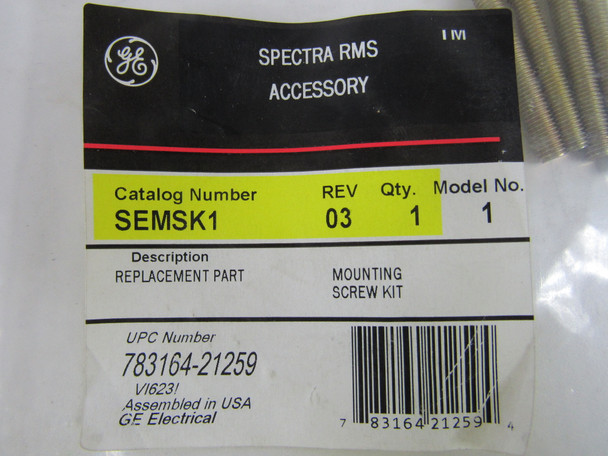 GE
SPECTRA RMS
ACCESSORY
Catalog Number REV Qty. Model No.
SEMSK1 03 1 1
Description
REPLACEMENT PART
MOUNTING
SCREW KIT
UPC Number
783164-21259
VI623!
Assembled in USA
GE Electrical
7 83164 21259 4